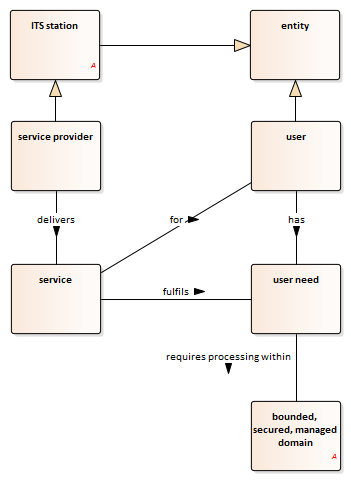 ITS station
entity
A
service provider
user
delivers
for
has
service
user need
fulfils
requires processing within
bounded,
secured, managed
domain
A